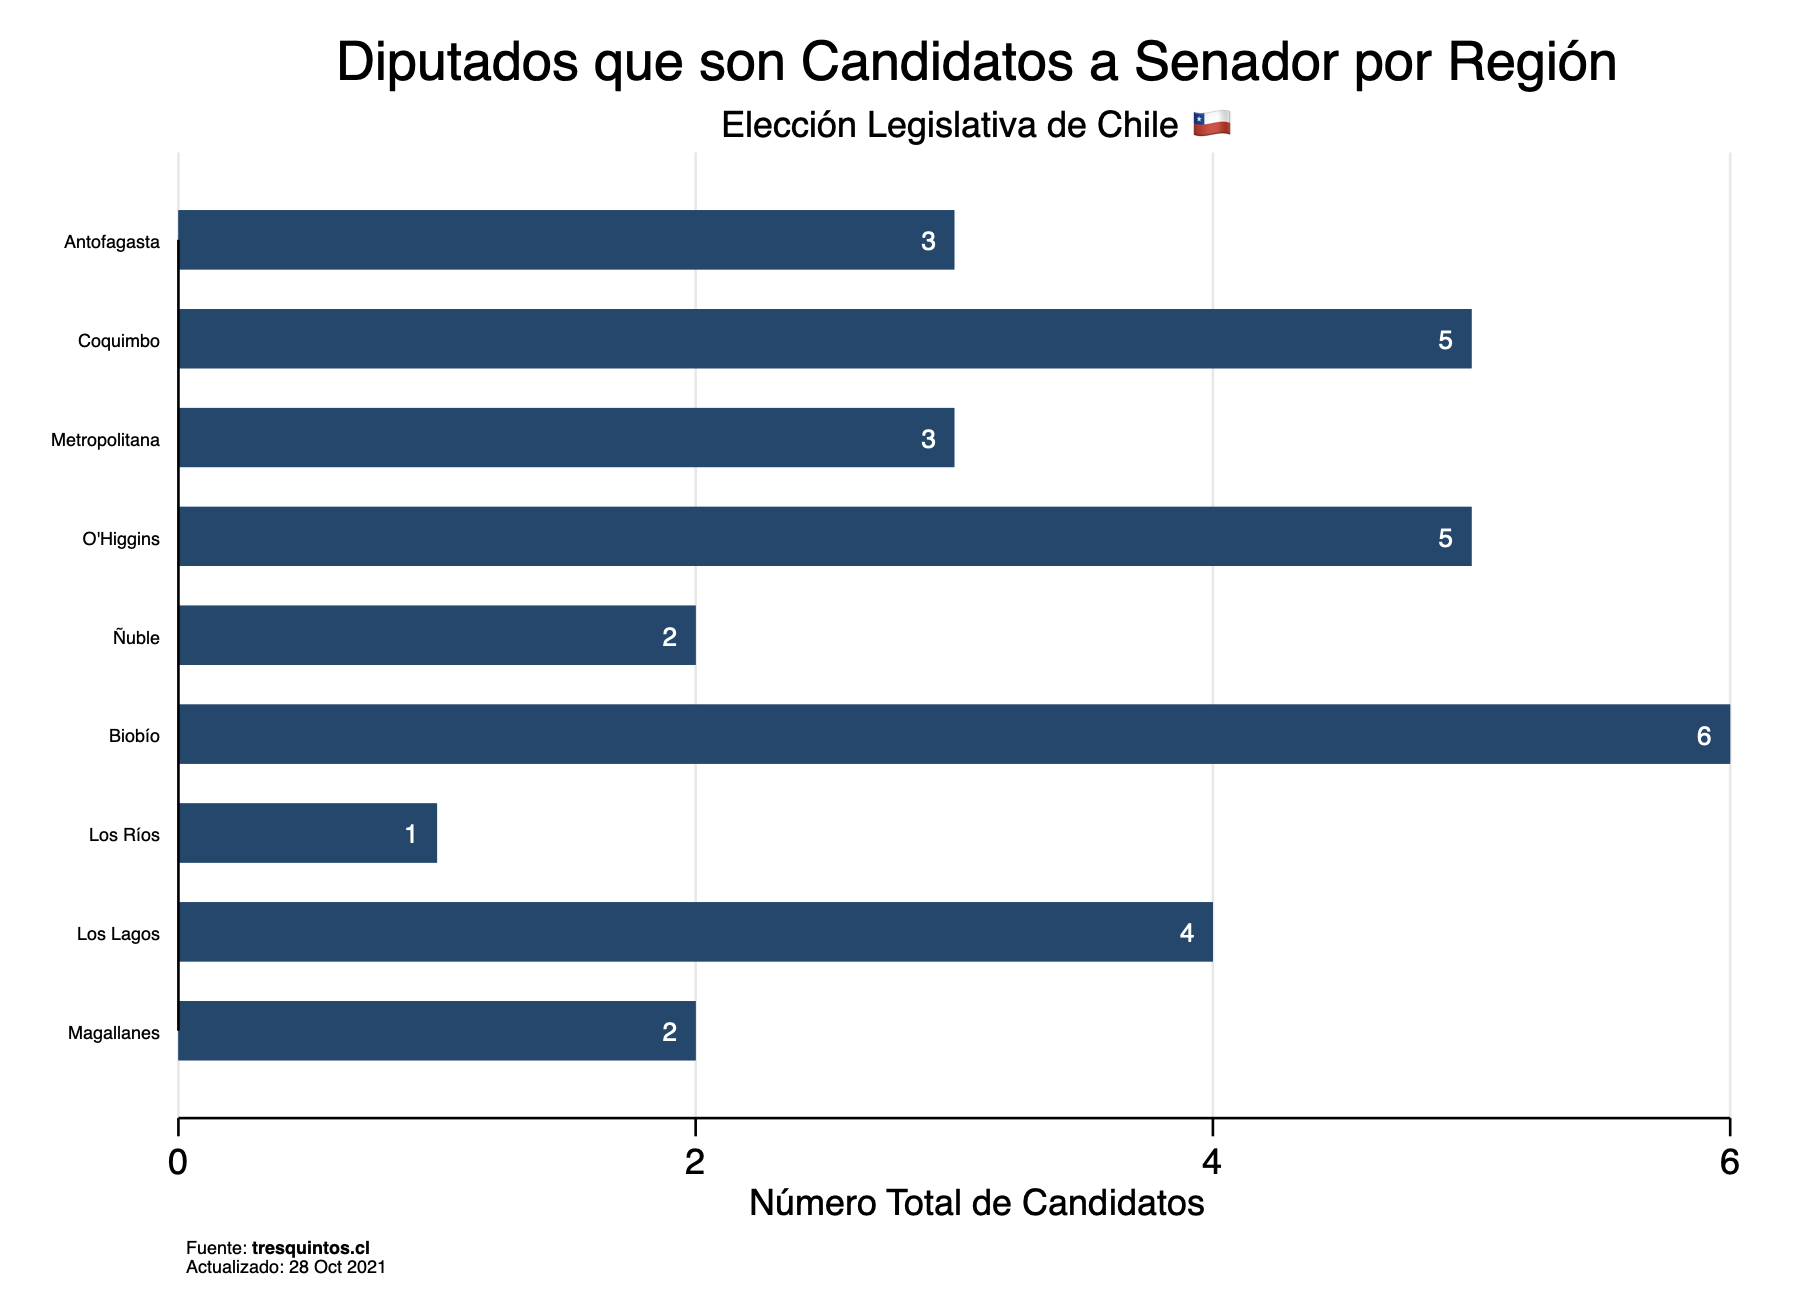 Diputados que son Candidatos a Senador por Región
Elección Legislativa de Chile 🇨🇱
Antofagasta 3
Coquimbo 5
Metropolitana 3
O'Higgins 5
Ñuble 2
Biobío 6
Los Ríos 1
Los Lagos 4
Magallanes 2
0 2 4 6
Número Total de Candidatos
Fuente: tresquintos.cl
Actualizado: 28 Oct 2021